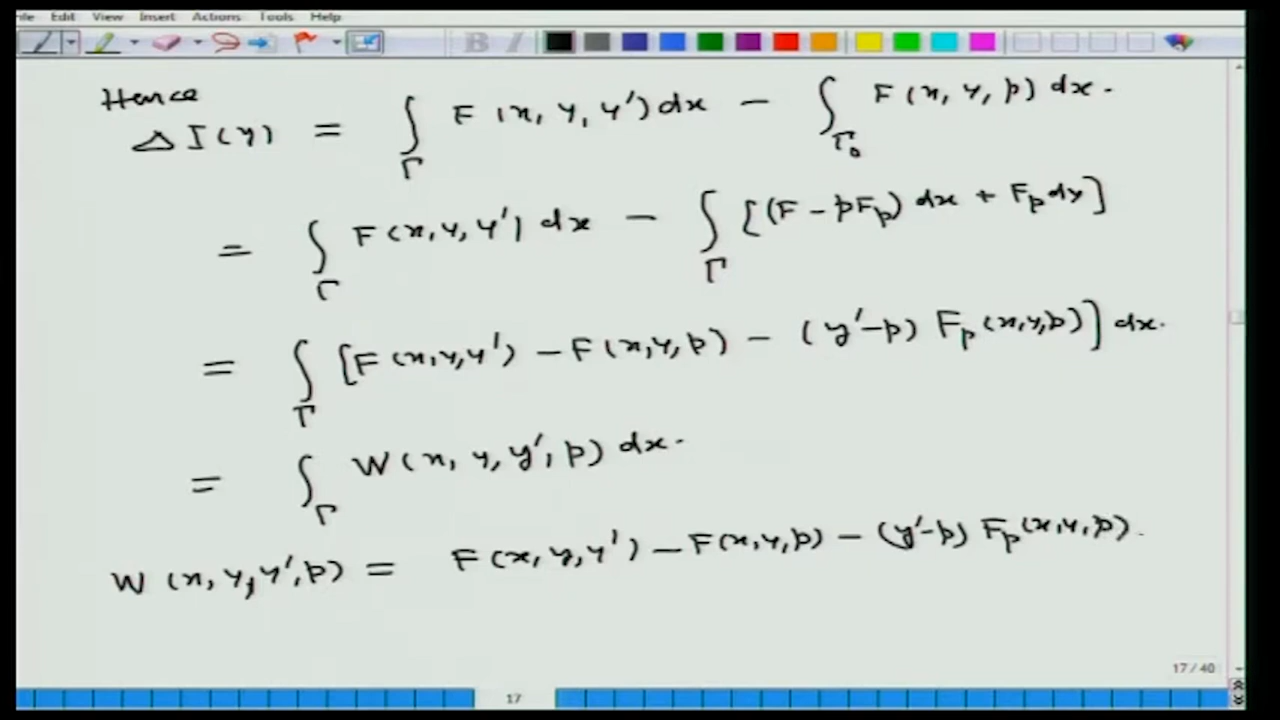 File Edit View Insert Actions Tools Help
B I
Hence
Δ I(y) = ∫_Γ F(x, y, y') dx − ∫_Γ₀ F(x, y, p) dx.
= ∫_Γ F(x, y, y') dx − ∫_Γ [(F − pF_p) dx + F_p dy]
= ∫_Γ [F(x, y, y') − F(x, y, p) − (y' − p) F_p(x, y, p)] dx.
= ∫_Γ W(x, y, y', p) dx.
W(x, y, y', p) = F(x, y, y') − F(x, y, p) − (y' − p) F_p(x, y, p).
17 / 40
17